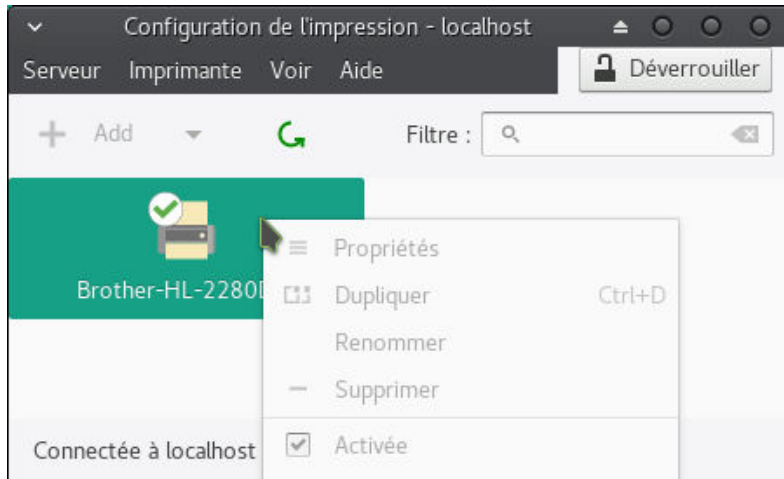 Configuration de l'impression - localhost
Serveur Imprimante Voir Aide Déverrouiller
Add Filtre :
Propriétés
Brother-HL-2280
Dupliquer Ctrl+D
Renommer
Supprimer
Activée
Connectée à localhost